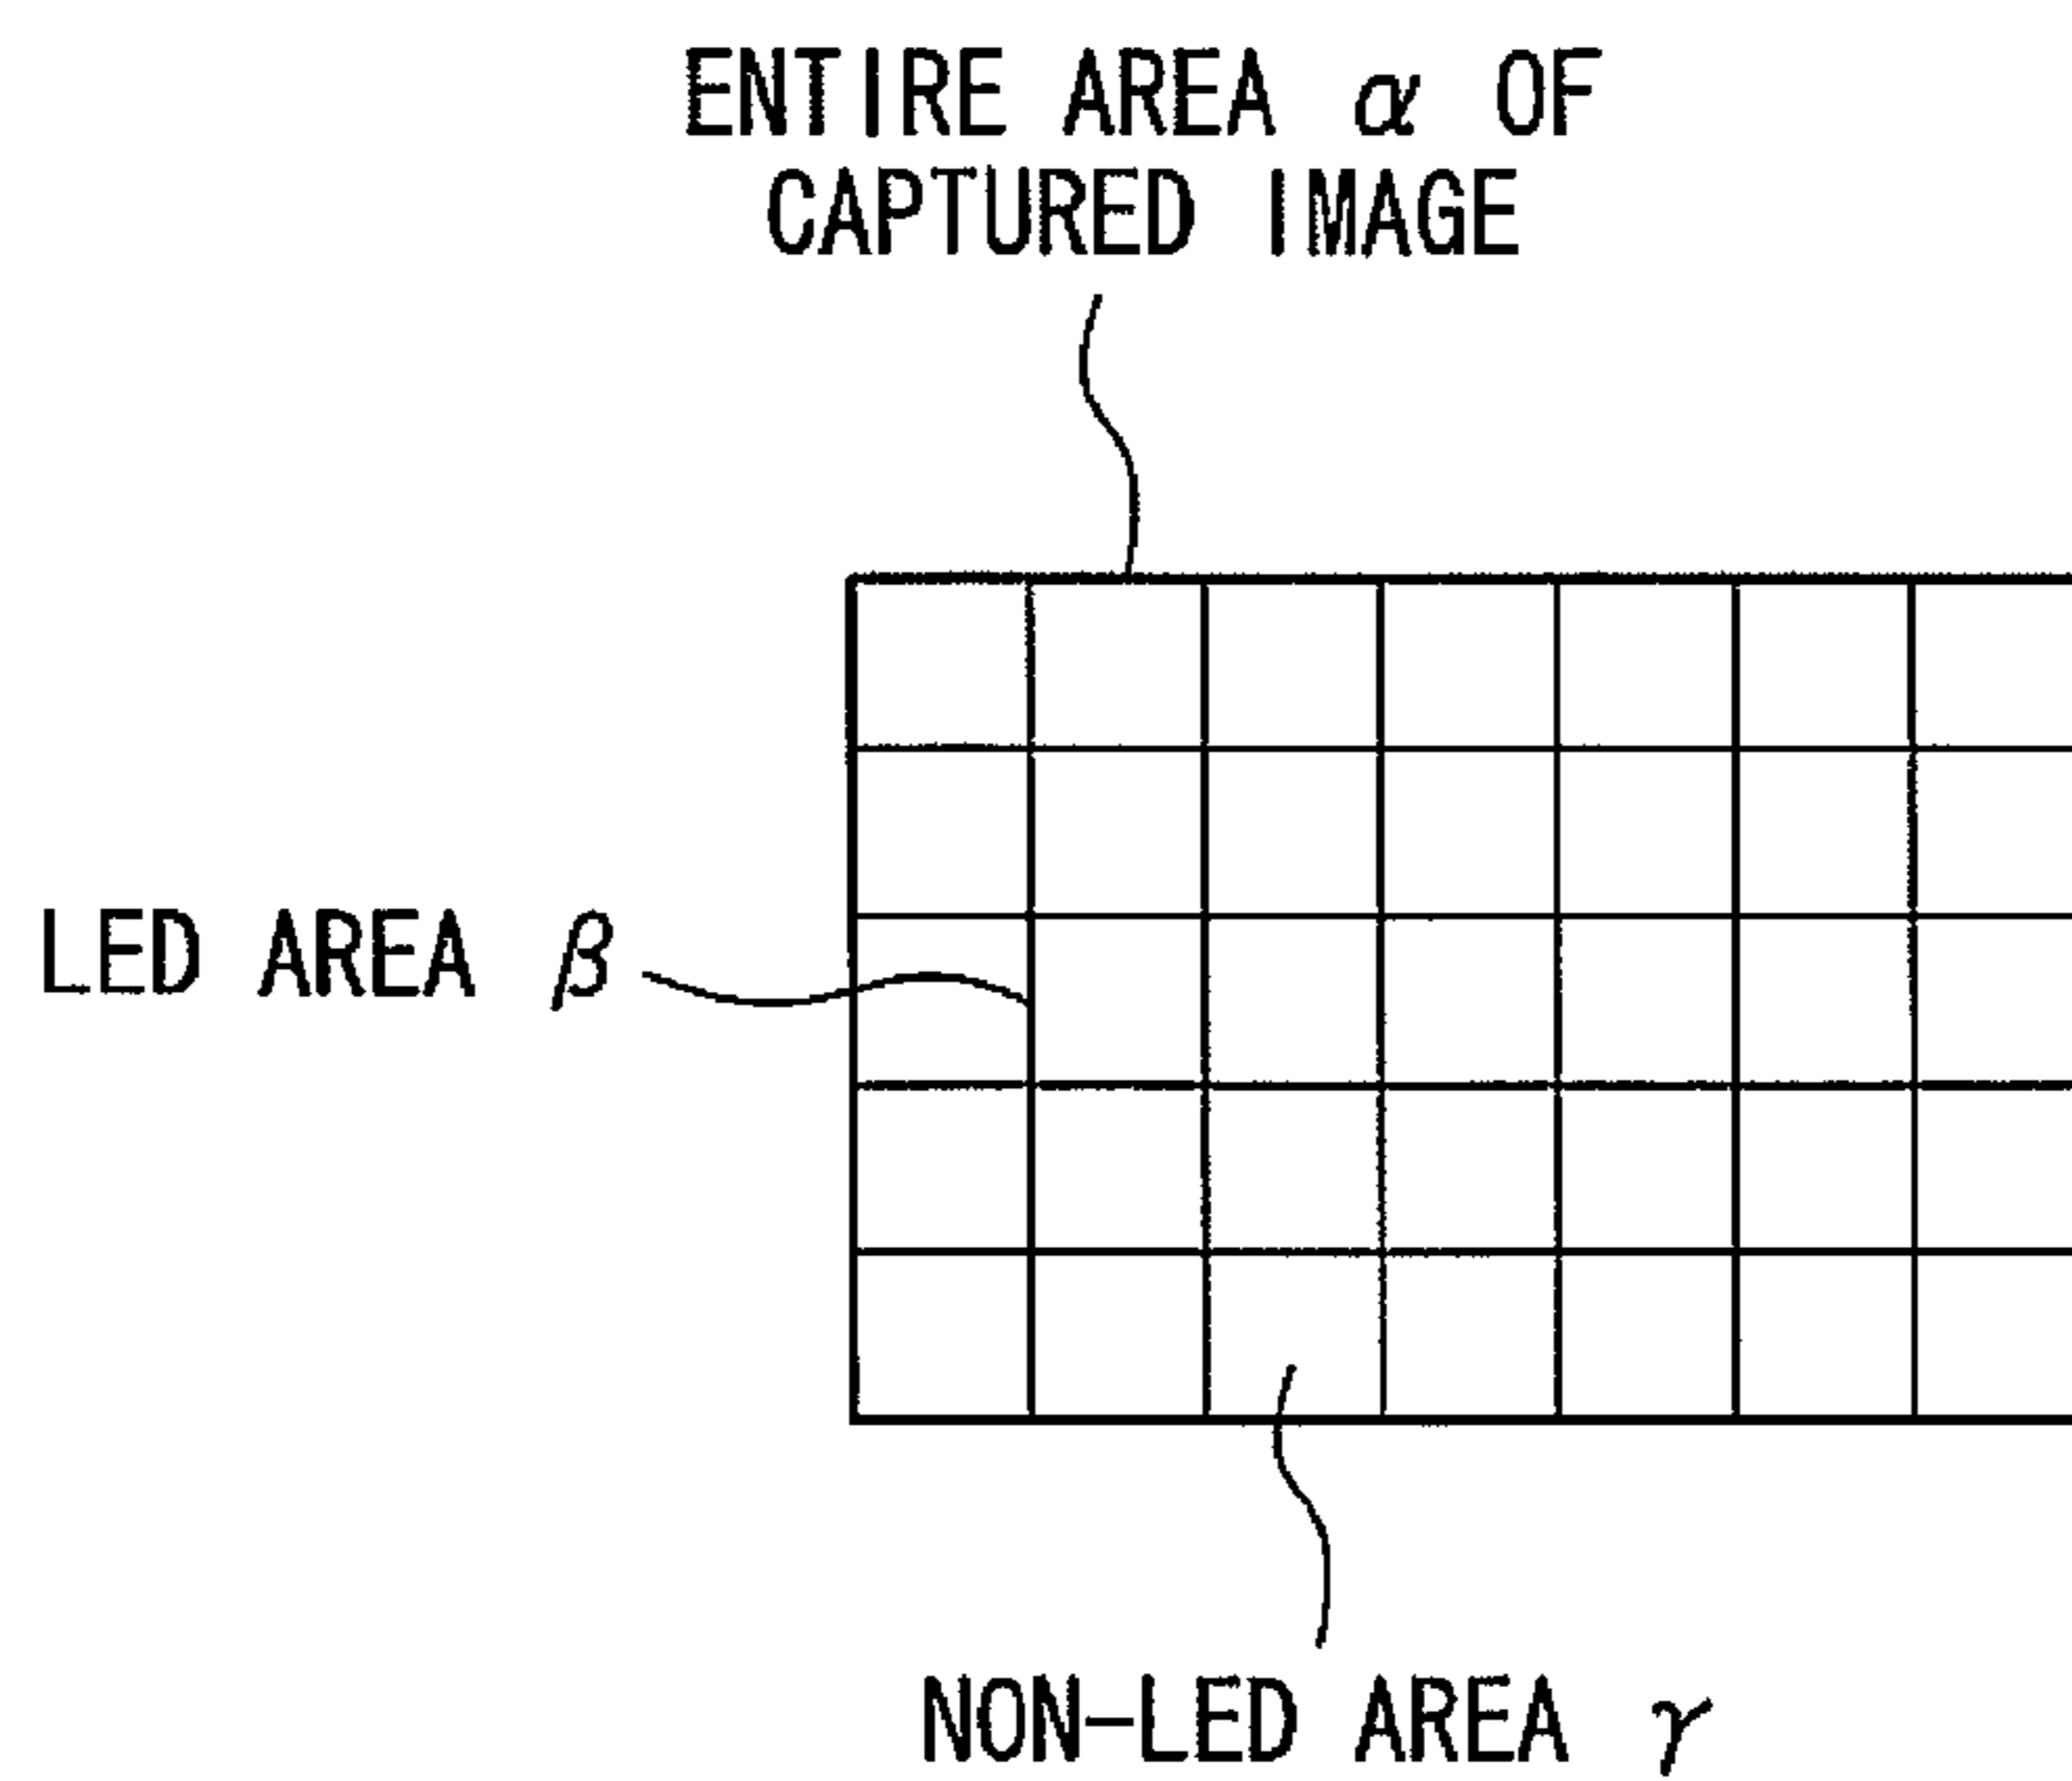 ENTIRE AREA α OF
CAPTURED IMAGE
LED AREA β
NON-LED AREA γ